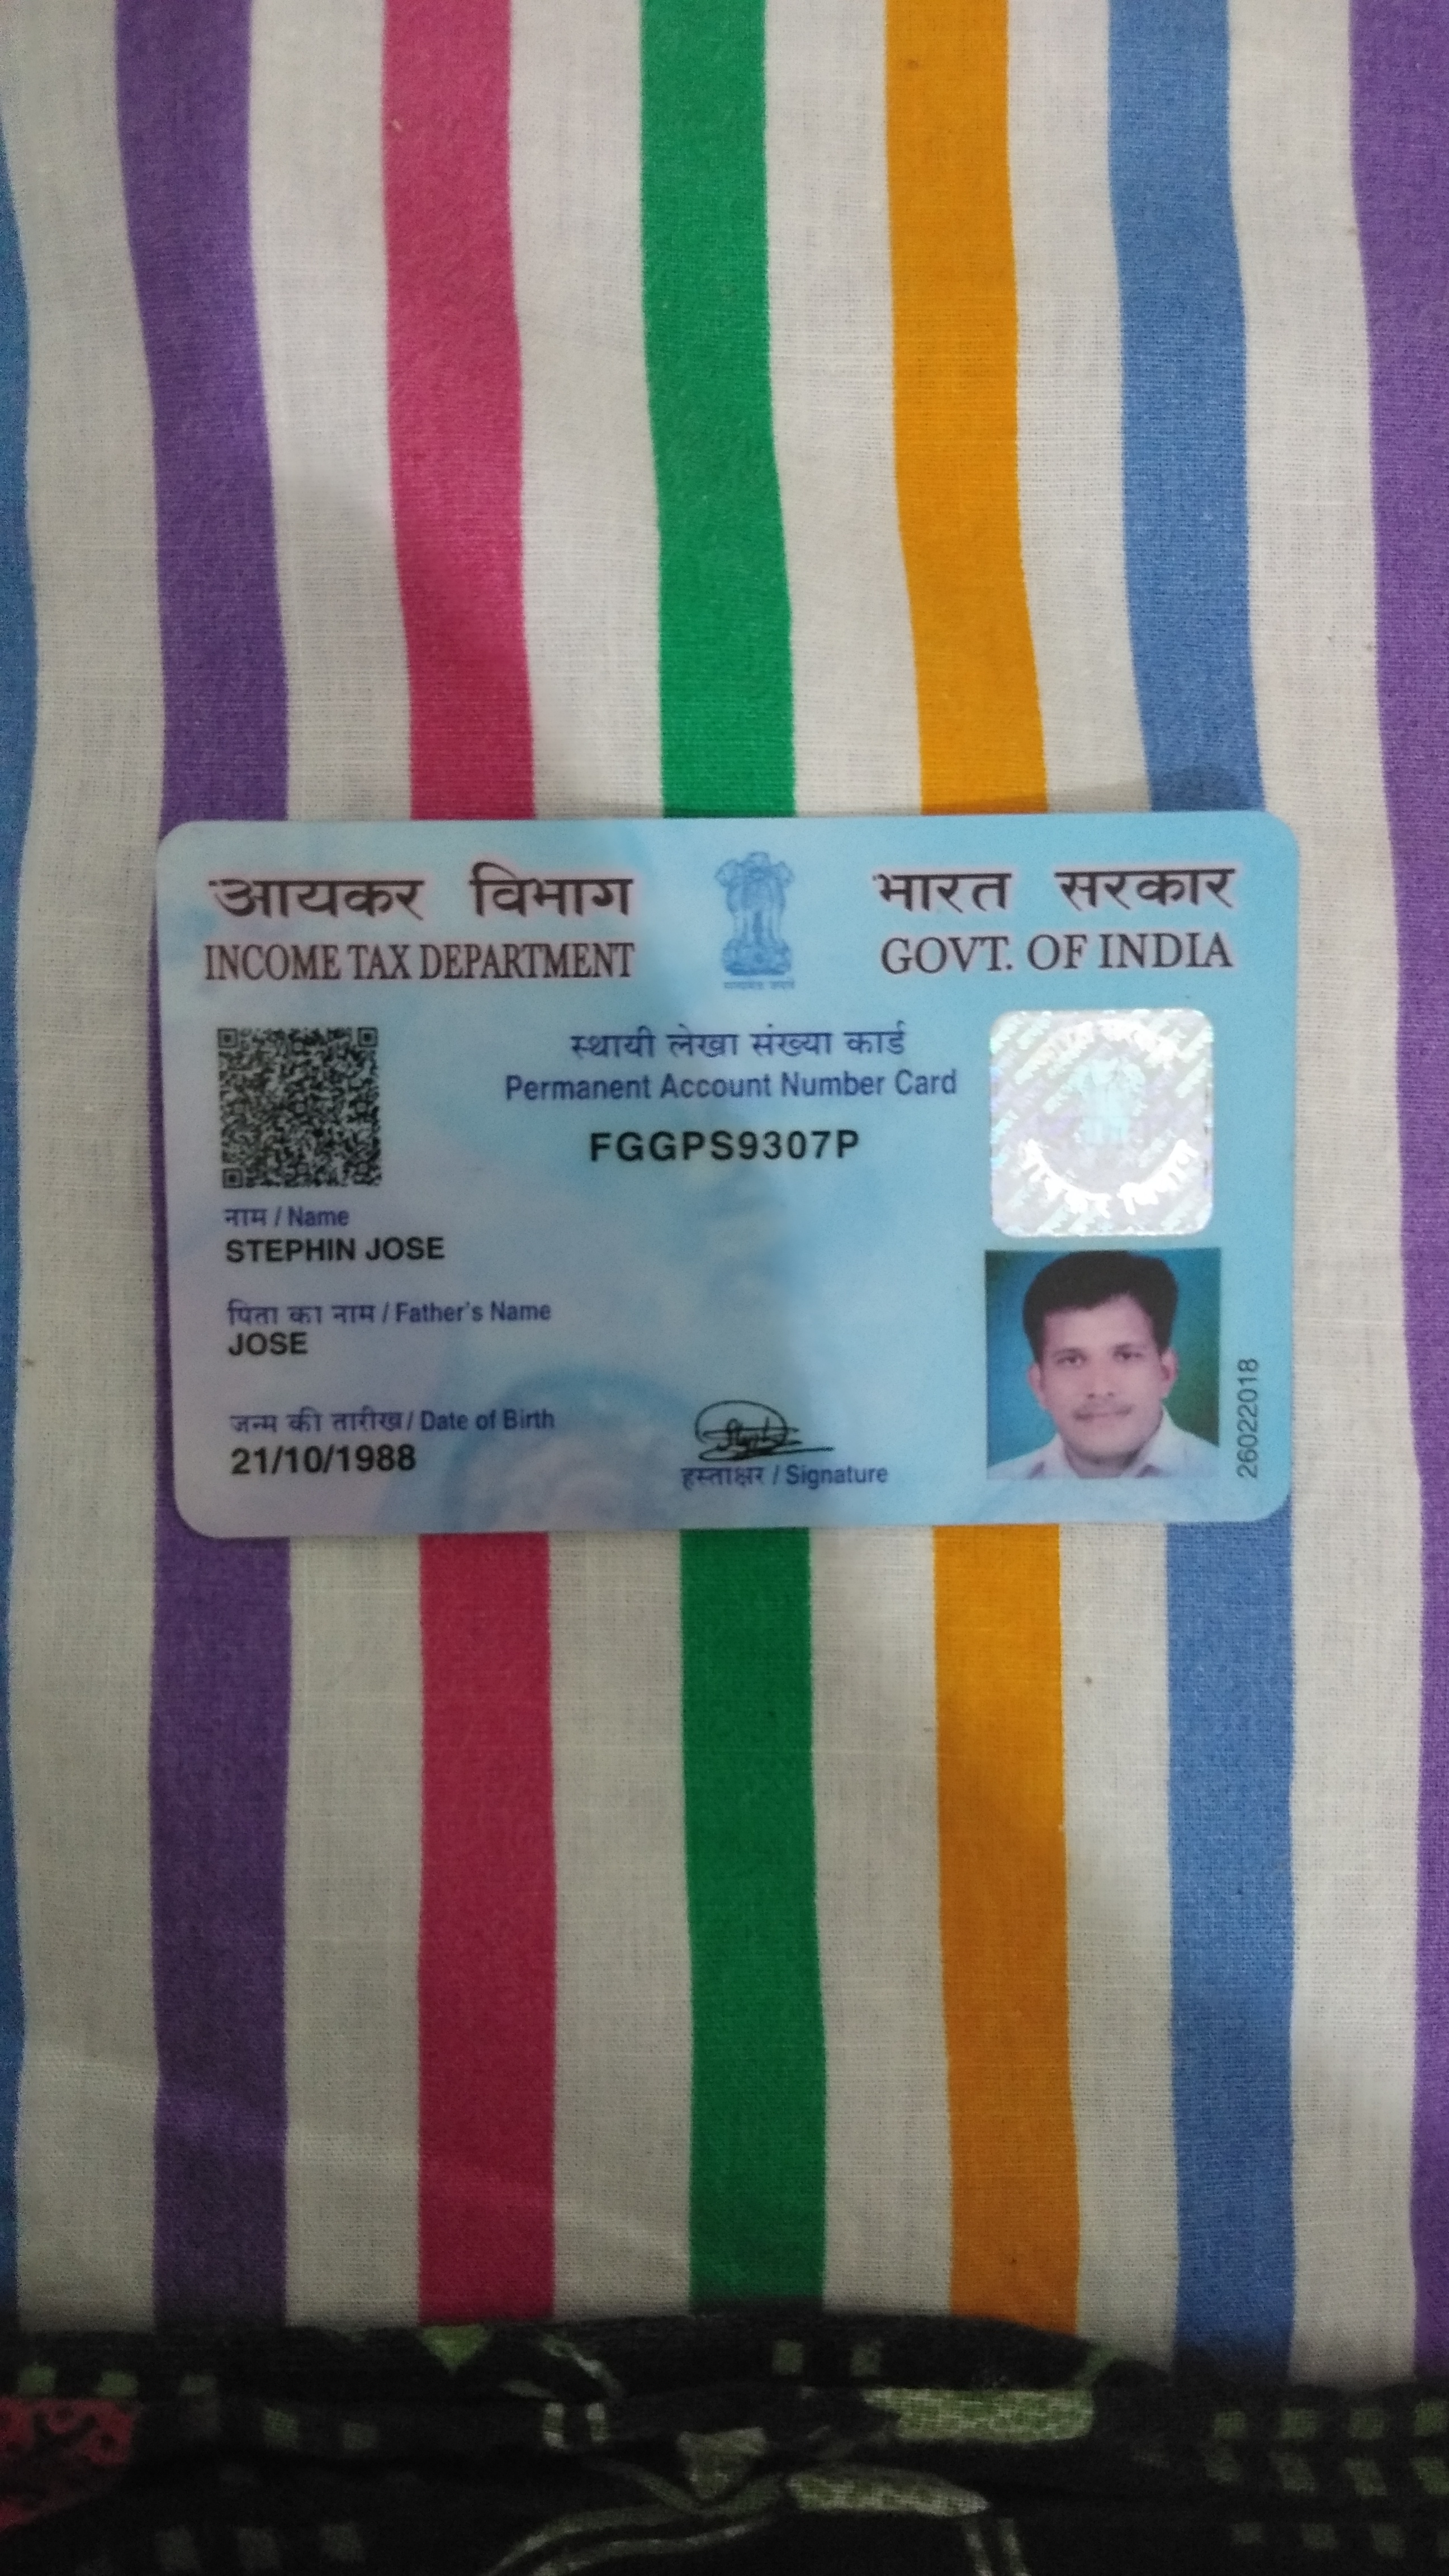 आयकर विभाग
INCOME TAX DEPARTMENT
भारत सरकार
GOVT. OF INDIA
सत्यमेव जयते
स्थायी लेखा संख्या कार्ड
Permanent Account Number Card
FGGPS9307P
नाम / Name
STEPHIN JOSE
पिता का नाम / Father's Name
JOSE
जन्म की तारीख / Date of Birth
21/10/1988
हस्ताक्षर / Signature
26022018